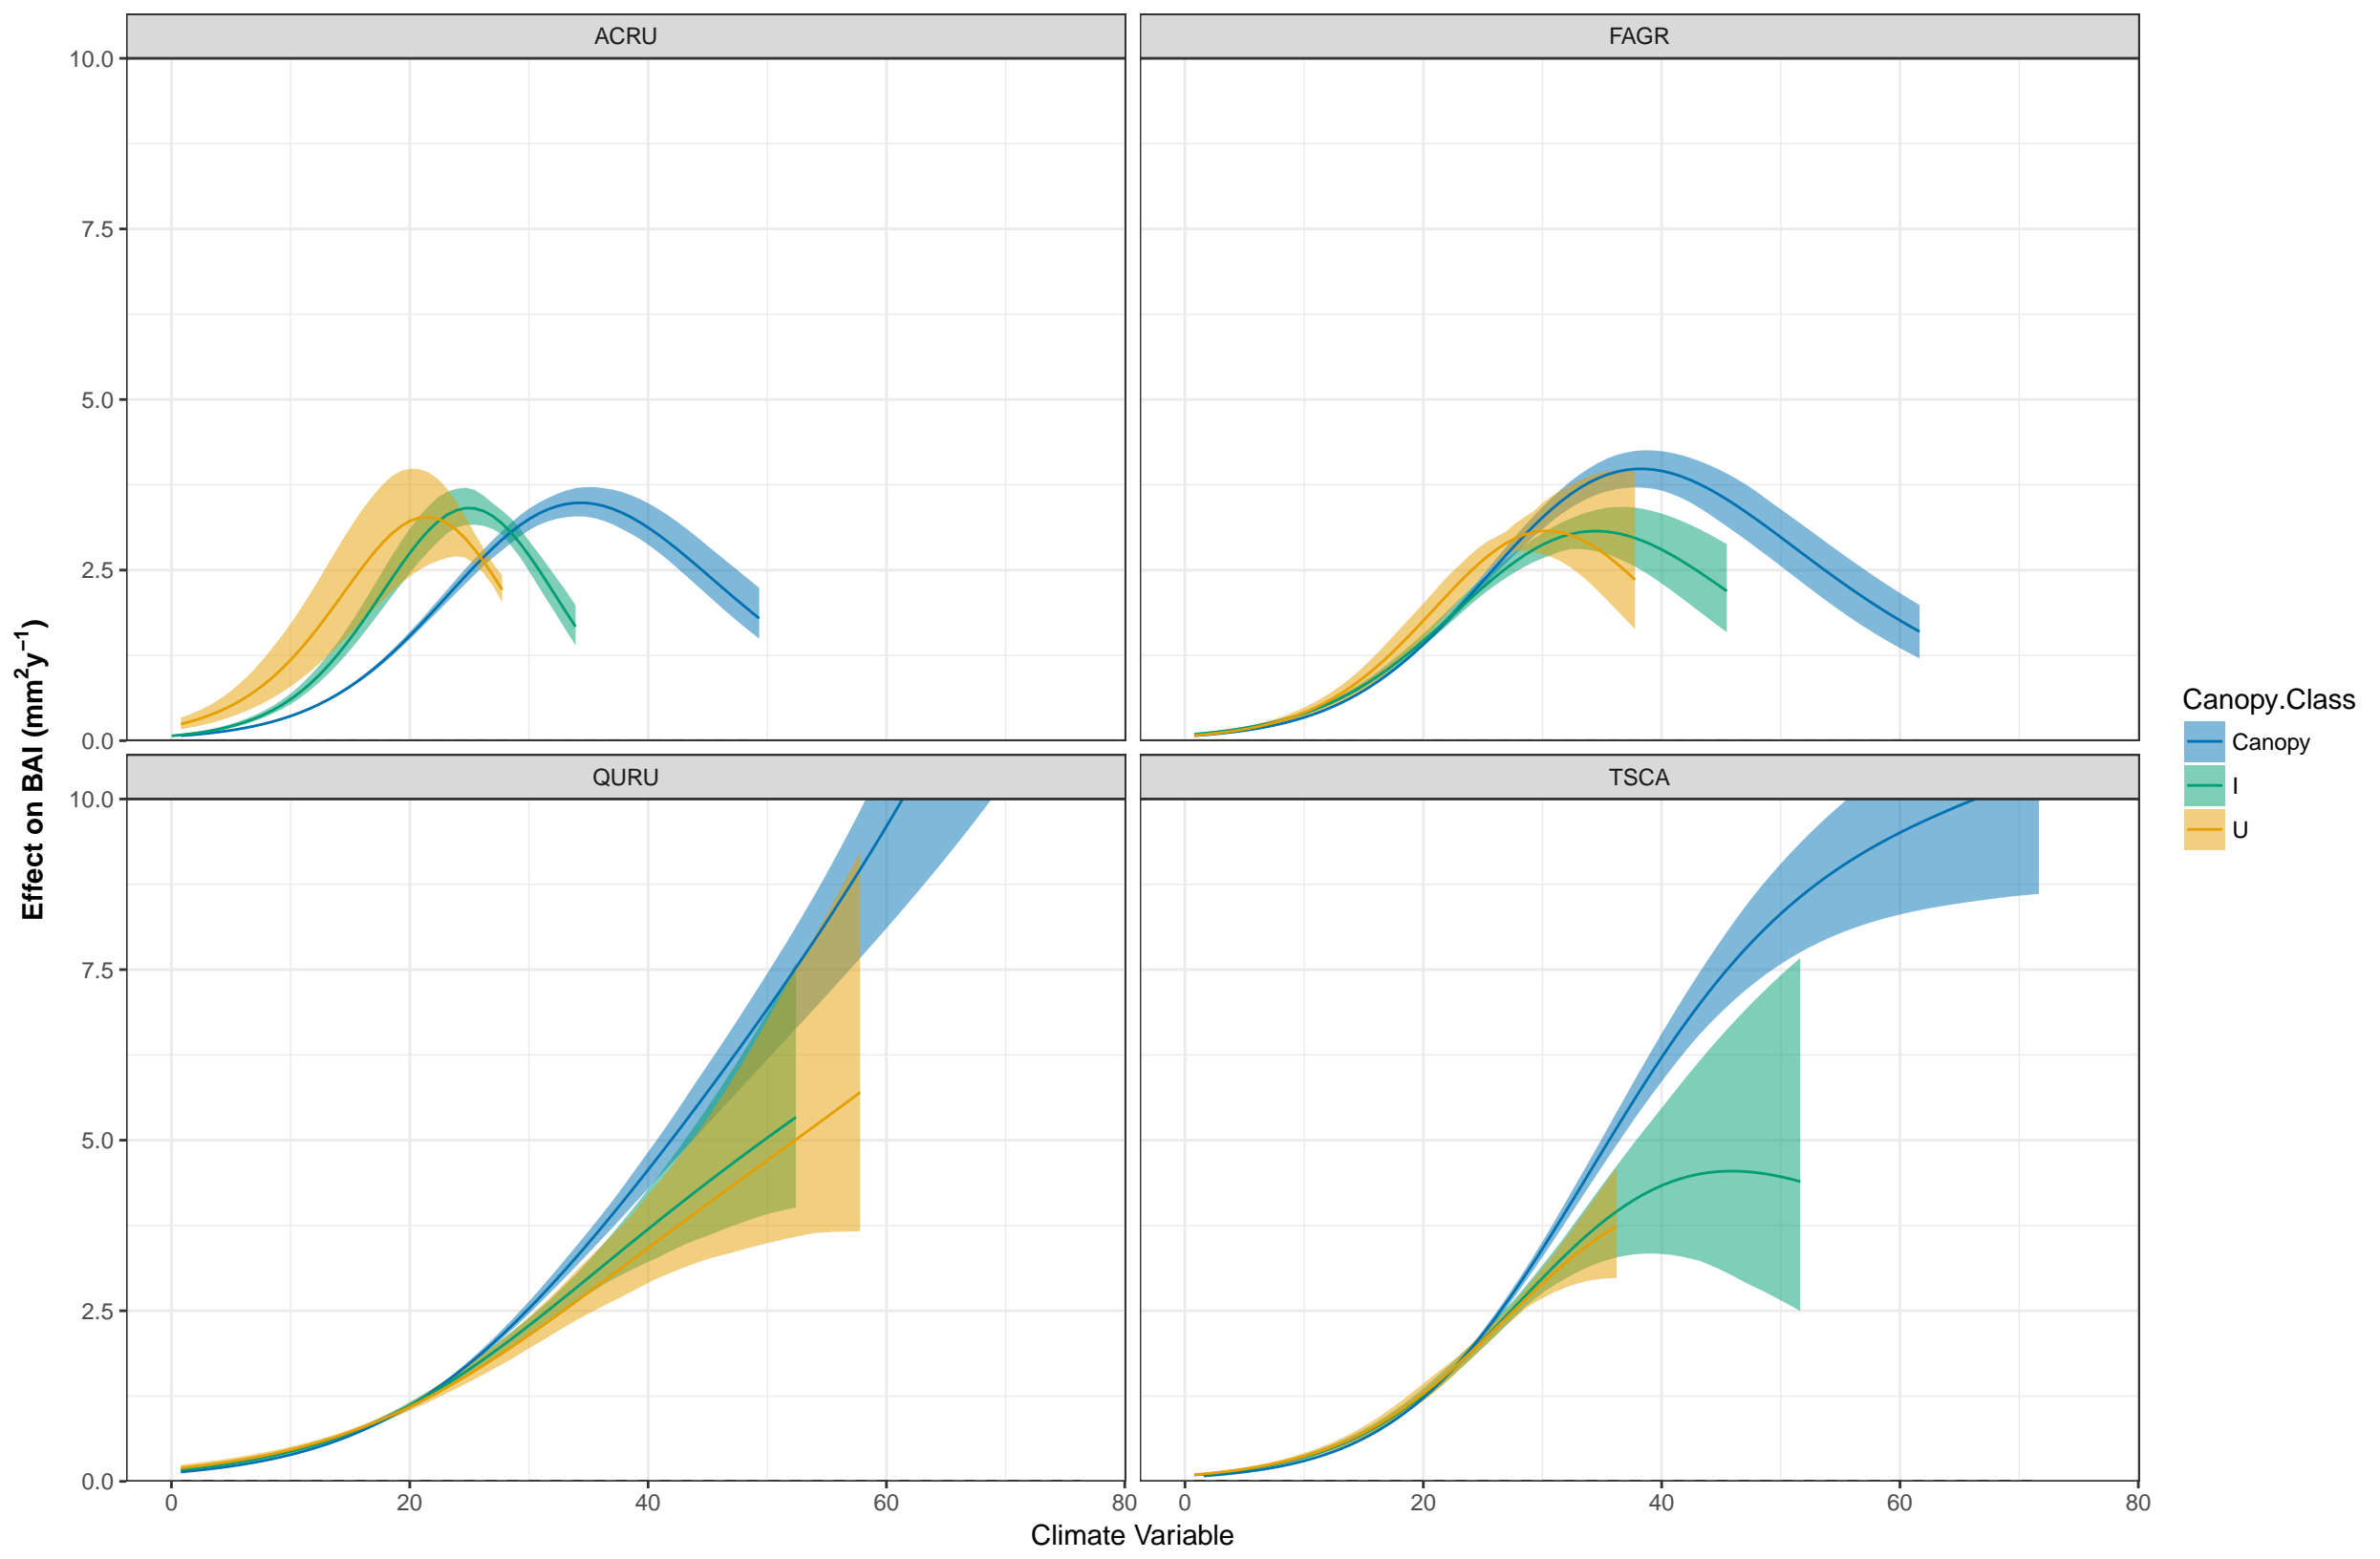 ACRU
FAGR
10.0
7.5
5.0
2.5
0.0
QURU
TSCA
10.0
7.5
5.0
2.5
0.0
0 20 40 60 80
0 20 40 60 80
Climate Variable
Effect on BAI (mm²y⁻¹)
Canopy.Class
Canopy
I
U